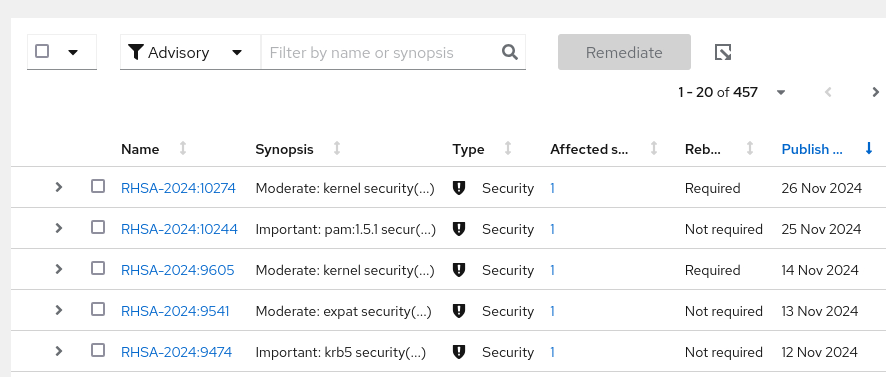 Advisory Filter by name or synopsis Remediate
1 - 20 of 457
Name Synopsis Type Affected s... Reb... Publish ...
RHSA-2024:10274 Moderate: kernel security(...) Security 1 Required 26 Nov 2024
RHSA-2024:10244 Important: pam:1.5.1 secur(...) Security 1 Not required 25 Nov 2024
RHSA-2024:9605 Moderate: kernel security(...) Security 1 Required 14 Nov 2024
RHSA-2024:9541 Moderate: expat security(...) Security 1 Not required 13 Nov 2024
RHSA-2024:9474 Important: krb5 security(...) Security 1 Not required 12 Nov 2024